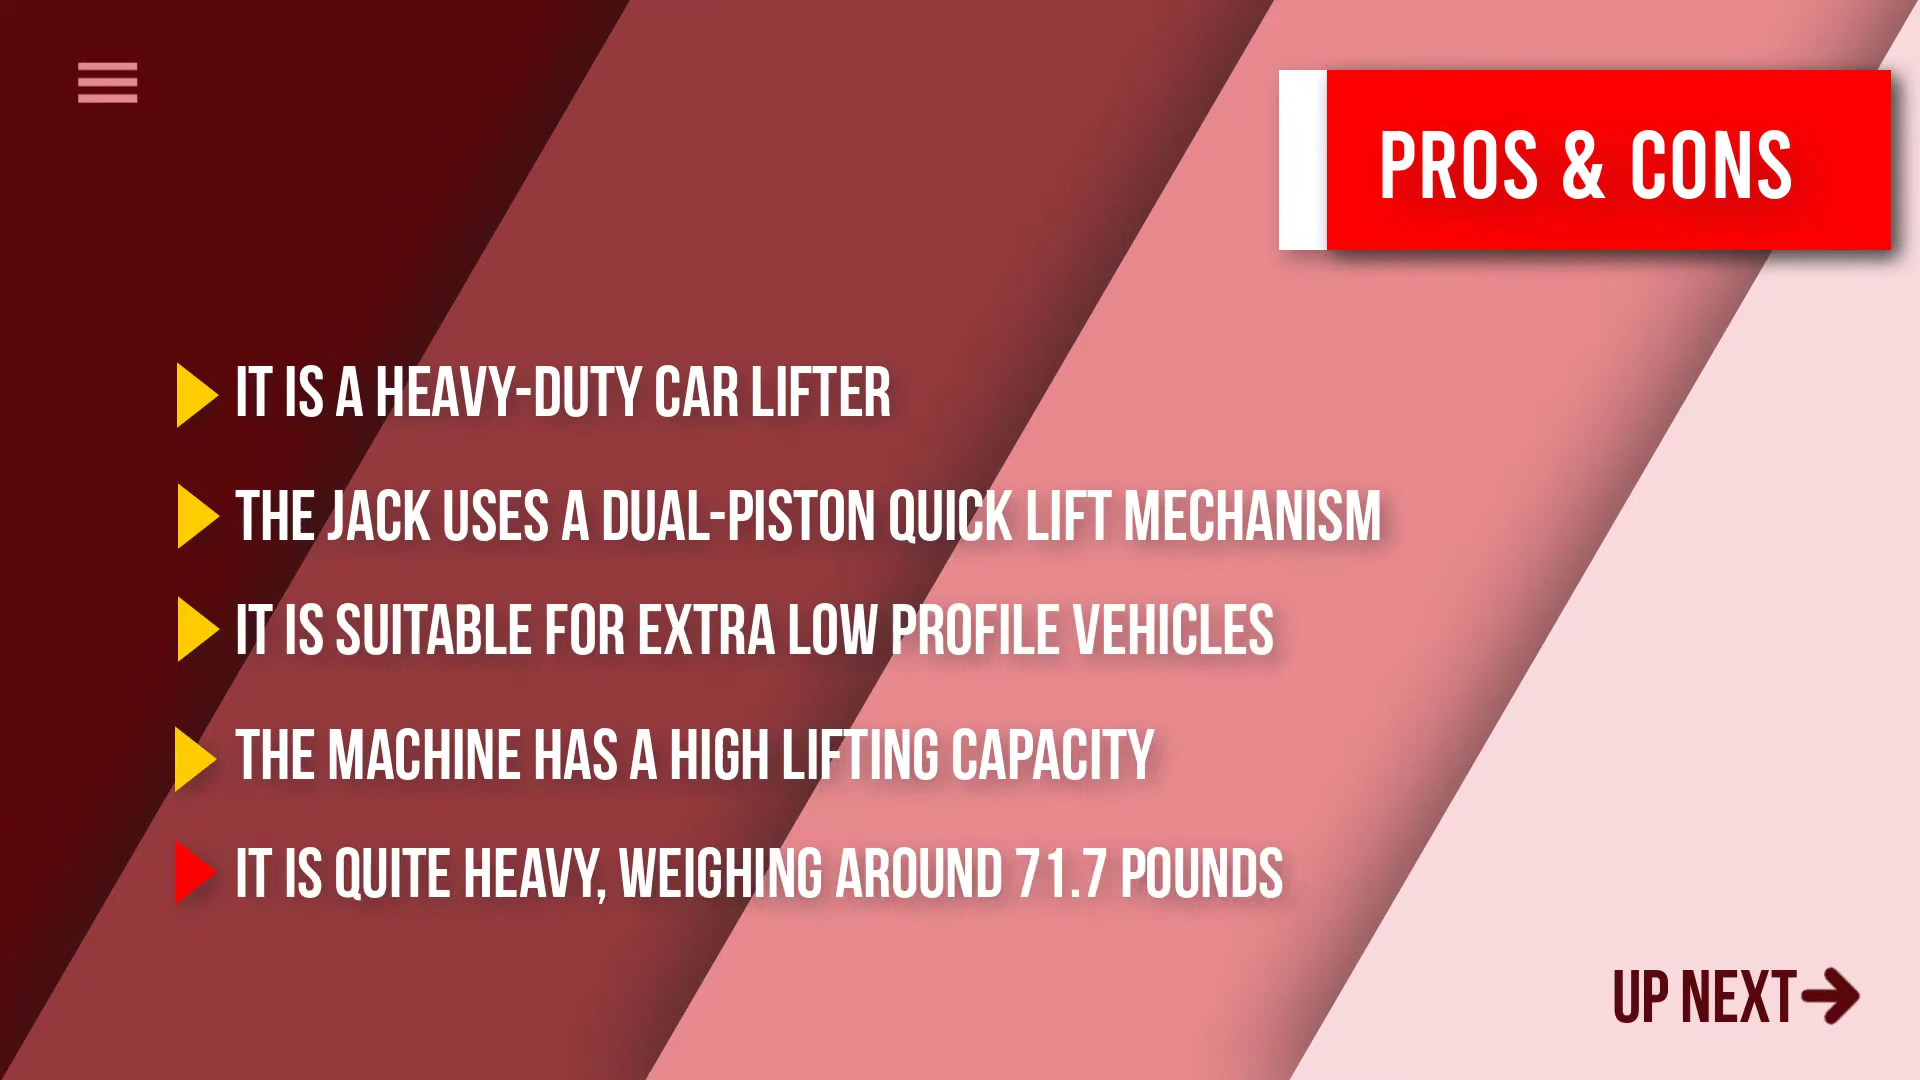 PROS & CONS
IT IS A HEAVY-DUTY CAR LIFTER
THE JACK USES A DUAL-PISTON QUICK LIFT MECHANISM
IT IS SUITABLE FOR EXTRA LOW PROFILE VEHICLES
THE MACHINE HAS A HIGH LIFTING CAPACITY
IT IS QUITE HEAVY, WEIGHING AROUND 71.7 POUNDS
UP NEXT